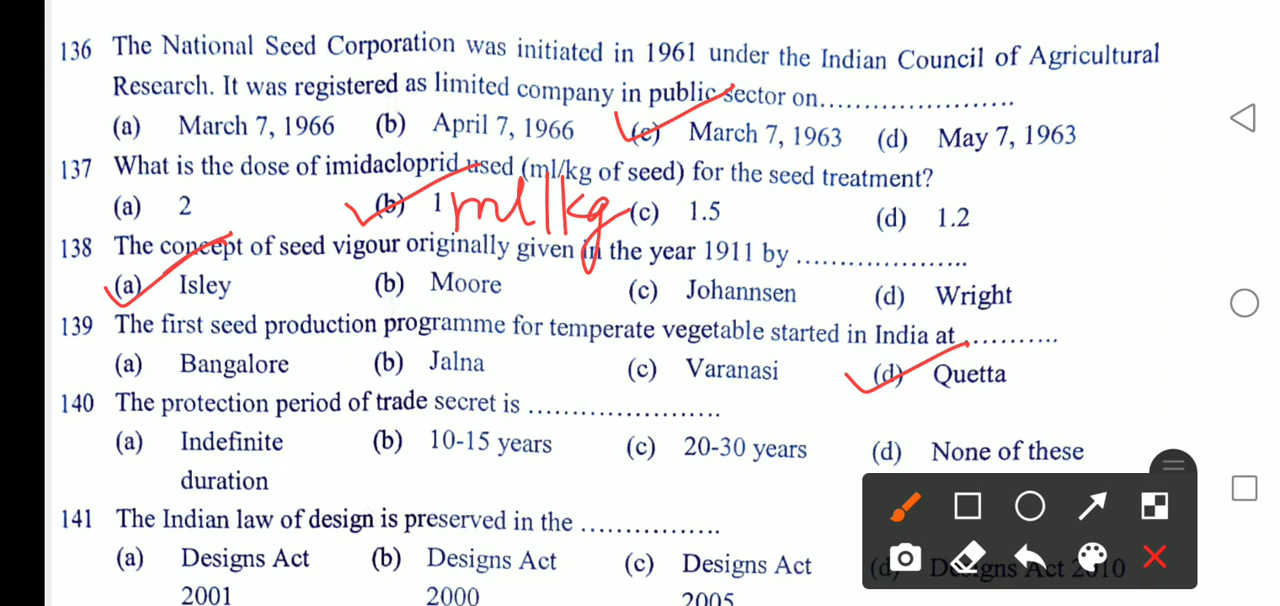 136 The National Seed Corporation was initiated in 1961 under the Indian Council of Agricultural
Research. It was registered as limited company in public sector on......................
(a) March 7, 1966 (b) April 7, 1966 (c) March 7, 1963 (d) May 7, 1963
137 What is the dose of imidacloprid used (ml/kg of seed) for the seed treatment?
(a) 2 (b) 1 ml/kg (c) 1.5 (d) 1.2
138 The concept of seed vigour originally given in the year 1911 by ....................
(a) Isley (b) Moore (c) Johannsen (d) Wright
139 The first seed production programme for temperate vegetable started in India at ...........
(a) Bangalore (b) Jalna (c) Varanasi (d) Quetta
140 The protection period of trade secret is ......................
(a) Indefinite (b) 10-15 years (c) 20-30 years (d) None of these
duration
141 The Indian law of design is preserved in the ................
(a) Designs Act (b) Designs Act (c) Designs Act (d) Designs Act 2010
2001 2000 2005